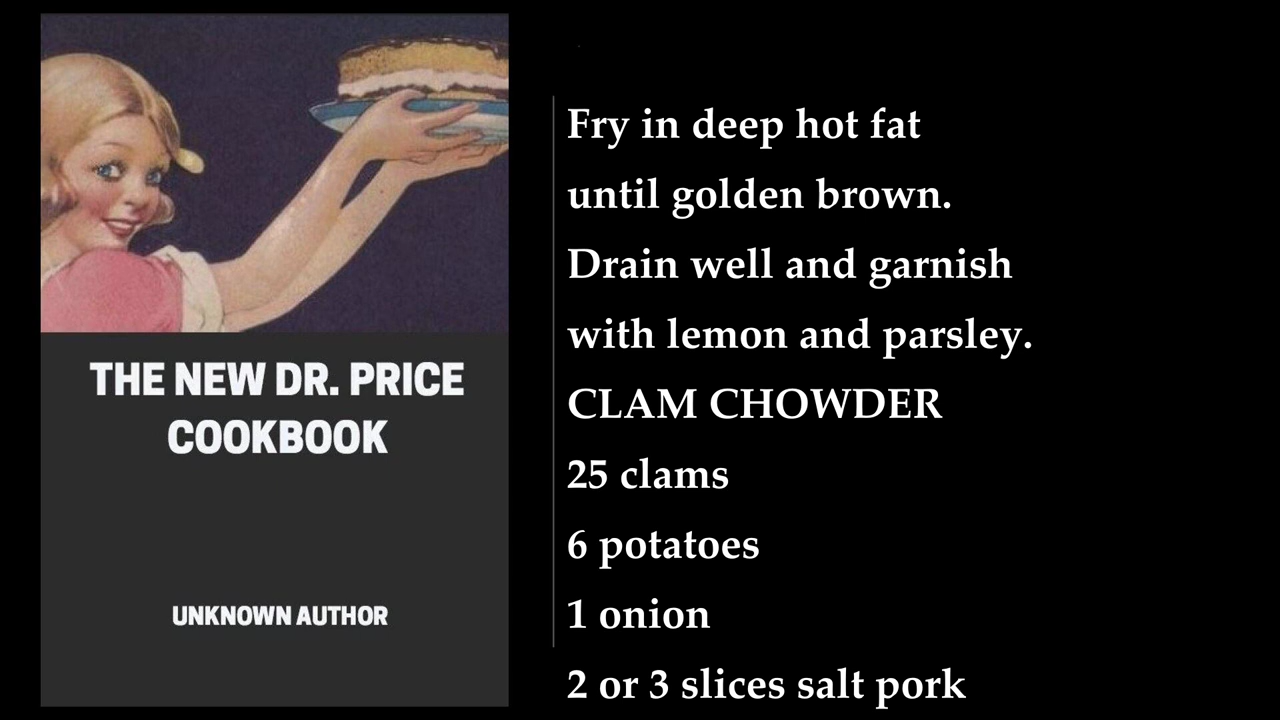 THE NEW DR. PRICE
COOKBOOK
UNKNOWN AUTHOR
Fry in deep hot fat
until golden brown.
Drain well and garnish
with lemon and parsley.
CLAM CHOWDER
25 clams
6 potatoes
1 onion
2 or 3 slices salt pork